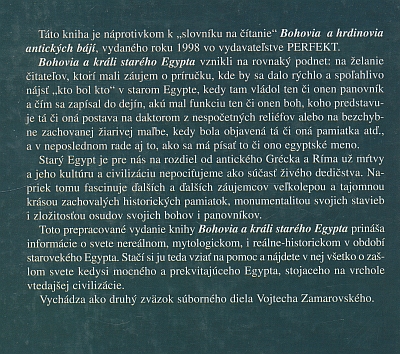 Táto kniha je náprotivkom k „slovníku na čítanie“ Bohovia a hrdinovia
antických bájí, vydaného roku 1998 vo vydavateľstve PERFEKT.
Bohovia a králi starého Egypta vznikli na rovnaký podnet: na želanie
čitateľov, ktorí mali záujem o príručku, kde by sa dalo rýchlo a spoľahlivo
nájsť „kto bol kto“ v starom Egypte, kedy tam vládol ten či onen panovník
a čím sa zapísal do dejín, akú mal funkciu ten či onen boh, koho predstavu-
je tá či oná postava na daktorom z nespočetných reliéfov alebo na bezchyb-
ne zachovanej žiarivej maľbe, kedy bola objavená tá či oná pamiatka atď.,
a v neposlednom rade aj to, ako sa má písať to či ono egyptské meno.
Starý Egypt je pre nás na rozdiel od antického Grécka a Ríma už mŕtvy
a jeho kultúru a civilizáciu nepociťujeme ako súčasť živého dedičstva. Na-
priek tomu fascinuje ďalších a ďalších záujemcov veľkolepou a tajomnou
krásou zachovalých historických pamiatok, monumentalitou svojich stavieb
i zložitosťou osudov svojich bohov i panovníkov.
Toto prepracované vydanie knihy Bohovia a králi starého Egypta prináša
informácie o svete nereálnom, mytologickom, i reálne-historickom v období
starovekého Egypta. Stačí si ju teda vziať na pomoc a nájdete v nej všetko o zaš-
lom svete kedysi mocného a prekvitajúceho Egypta, stojaceho na vrchole
vtedajšej civilizácie.
Vychádza ako druhý zväzok súborného diela Vojtecha Zamarovského.